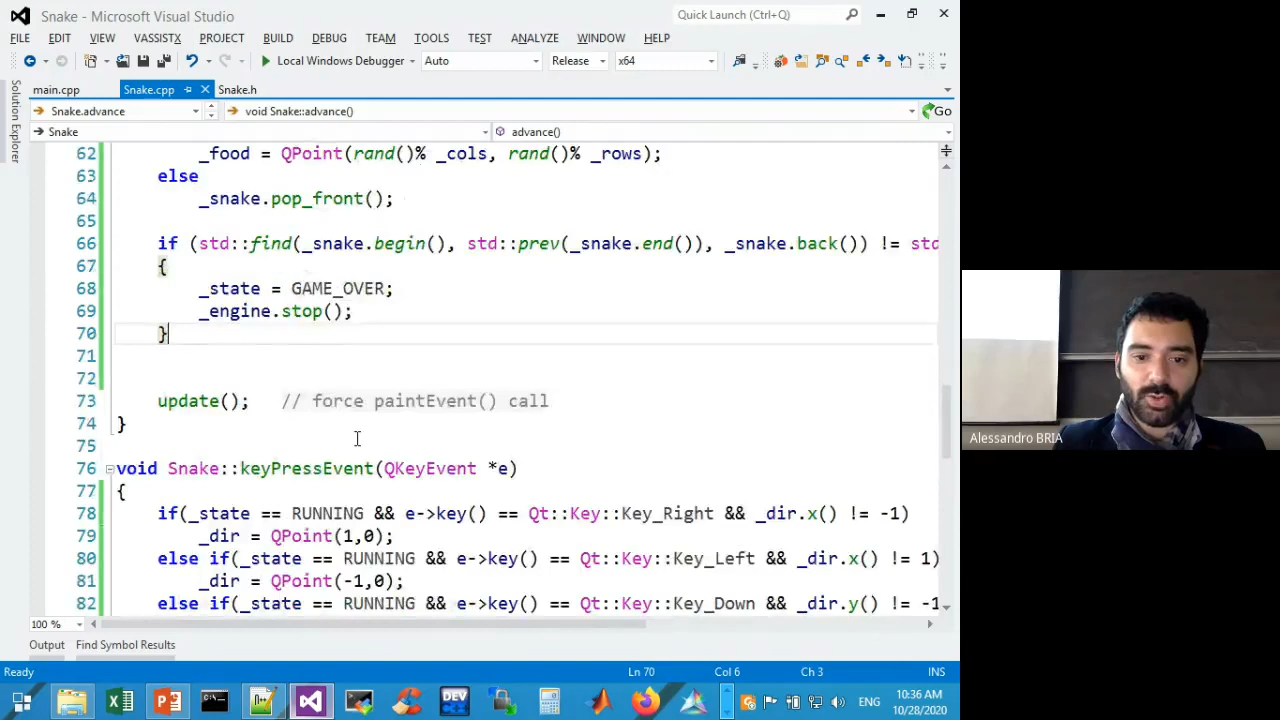 Snake - Microsoft Visual Studio
Quick Launch (Ctrl+Q)
FILE EDIT VIEW VASSISTX PROJECT BUILD DEBUG TEAM TOOLS TEST ANALYZE WINDOW HELP
Local Windows Debugger Auto Release x64
Solution Explorer
main.cpp Snake.cpp Snake.h
Snake.advance void Snake::advance() Go
Snake advance()
62 _food = QPoint(rand()% _cols, rand()% _rows);
63 else
64 _snake.pop_front();
65
66 if (std::find(_snake.begin(), std::prev(_snake.end()), _snake.back()) != std
67 {
68 _state = GAME_OVER;
69 _engine.stop();
70 }
71
72
73 update(); // force paintEvent() call
74 }
75
76 void Snake::keyPressEvent(QKeyEvent *e)
77 {
78 if(_state == RUNNING && e->key() == Qt::Key::Key_Right && _dir.x() != -1)
79 _dir = QPoint(1,0);
80 else if(_state == RUNNING && e->key() == Qt::Key::Key_Left && _dir.x() != 1)
81 _dir = QPoint(-1,0);
82 else if(_state == RUNNING && e->key() == Qt::Key::Key_Down && _dir.y() != -1
100 %
Output Find Symbol Results
Ready Ln 70 Col 6 Ch 3 INS
DEV
ENG
10:36 AM
10/28/2020
Alessandro BRIA